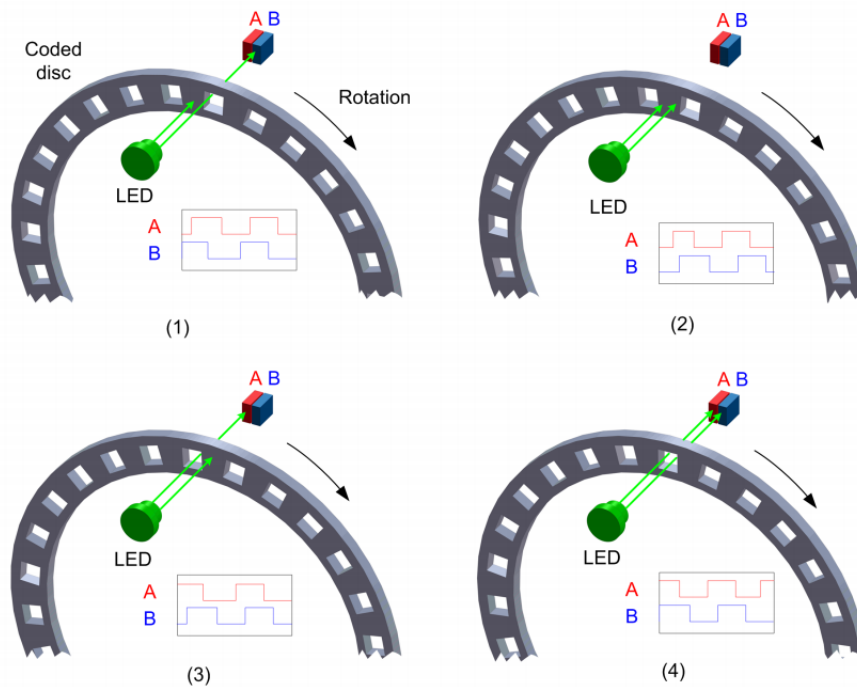 A B
Coded
disc
Rotation
LED
A
B
(1)
A B
LED
A
B
(2)
A B
LED
A
B
(3)
A B
LED
A
B
(4)